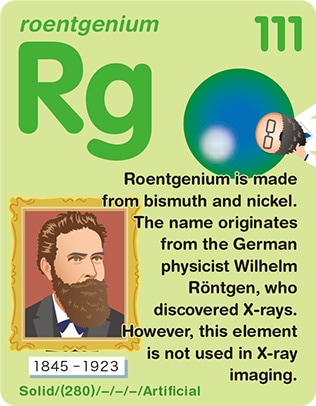 roentgenium
111
Rg
Roentgenium is made
from bismuth and nickel.
The name originates
from the German
physicist Wilhelm
Röntgen, who
discovered X-rays.
However, this element
is not used in X-ray
imaging.
1845 –1923
Solid/(280)/–/–/–/Artificial